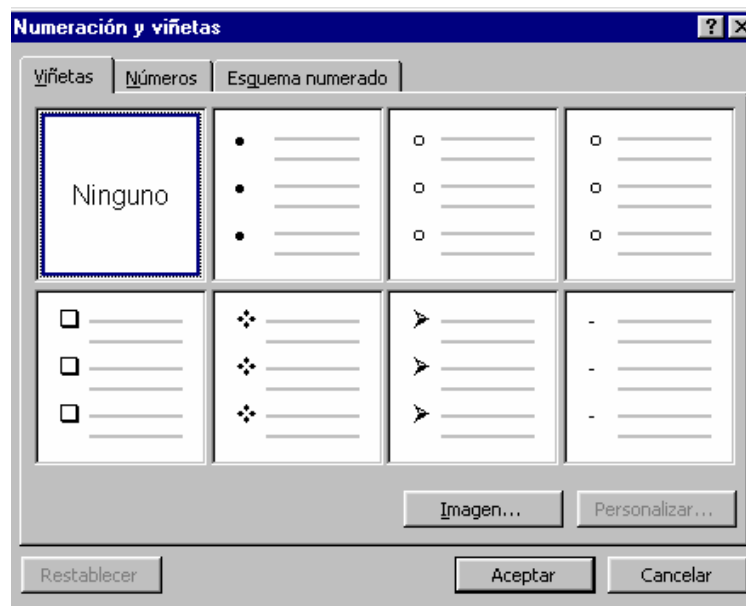 Numeración y viñetas
Viñetas Números Esquema numerado
Ninguno
Imagen... Personalizar...
Restablecer Aceptar Cancelar